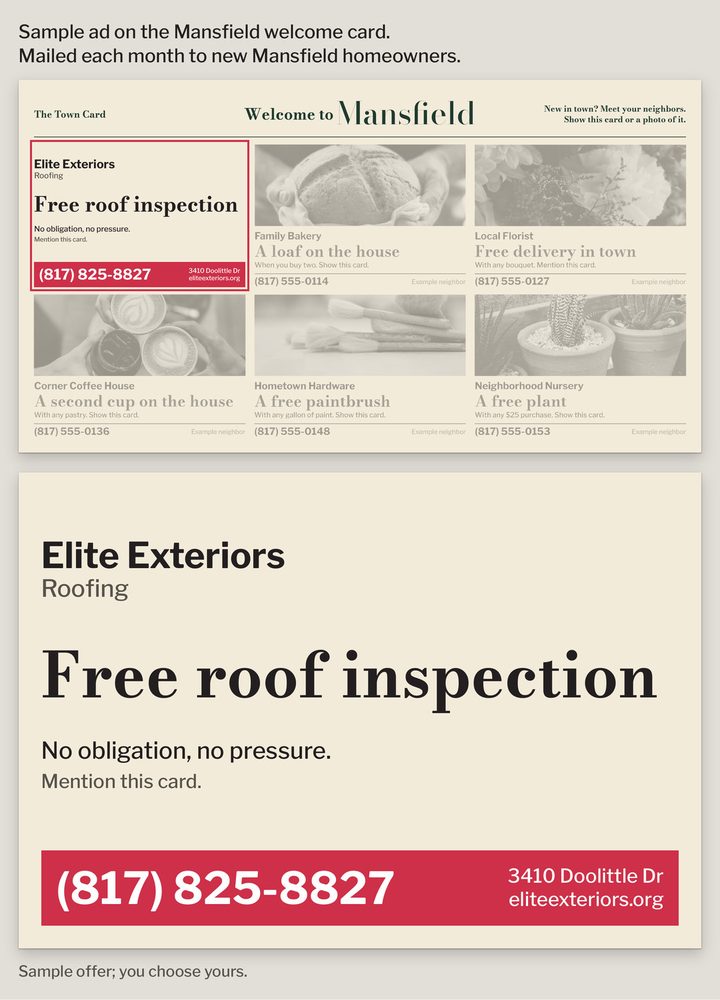 Sample ad on the Mansfield welcome card.
Mailed each month to new Mansfield homeowners.
The Town Card
Welcome to Mansfield
New in town? Meet your neighbors.
Show this card or a photo of it.
Elite Exteriors
Roofing
Free roof inspection
No obligation, no pressure.
Mention this card.
(817) 825-8827
3410 Doolittle Dr
eliteexteriors.org
Family Bakery
A loaf on the house
When you buy two. Show this card.
(817) 555-0114
Example neighbor
Local Florist
Free delivery in town
With any bouquet. Mention this card.
(817) 555-0127
Example neighbor
Corner Coffee House
A second cup on the house
With any pastry. Show this card.
(817) 555-0136
Example neighbor
Hometown Hardware
A free paintbrush
With any gallon of paint. Show this card.
(817) 555-0148
Example neighbor
Neighborhood Nursery
A free plant
With any $25 purchase. Show this card.
(817) 555-0153
Example neighbor
Elite Exteriors
Roofing
Free roof inspection
No obligation, no pressure.
Mention this card.
(817) 825-8827
3410 Doolittle Dr
eliteexteriors.org
Sample offer; you choose yours.